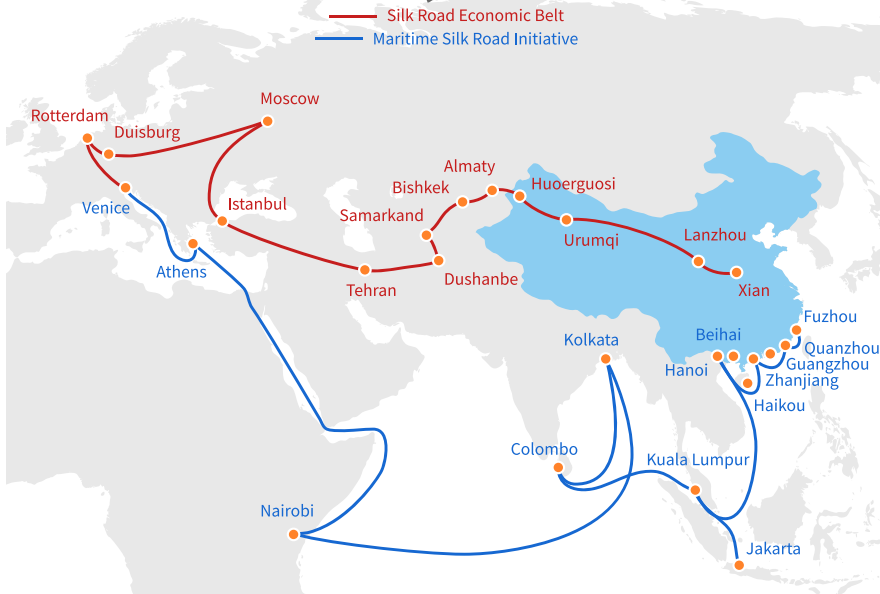 Silk Road Economic Belt
Maritime Silk Road Initiative
Moscow
Rotterdam
Duisburg
Almaty
Bishkek
Huoerguosi
Venice
Istanbul
Samarkand
Urumqi
Lanzhou
Athens
Tehran
Dushanbe
Xian
Fuzhou
Kolkata
Beihai
Quanzhou
Hanoi
Guangzhou
Zhanjiang
Haikou
Colombo
Kuala Lumpur
Nairobi
Jakarta